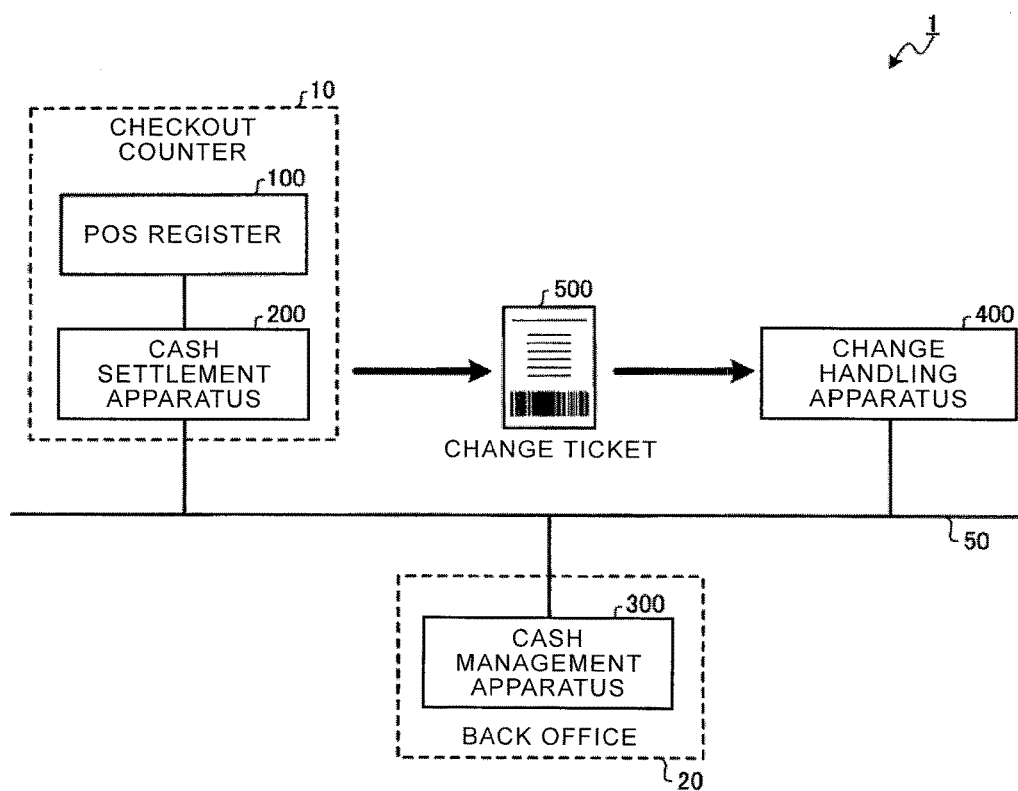 1
10
CHECKOUT
COUNTER
100
POS REGISTER
200
CASH
SETTLEMENT
APPARATUS
500
CHANGE TICKET
400
CHANGE
HANDLING
APPARATUS
50
300
CASH
MANAGEMENT
APPARATUS
BACK OFFICE
20